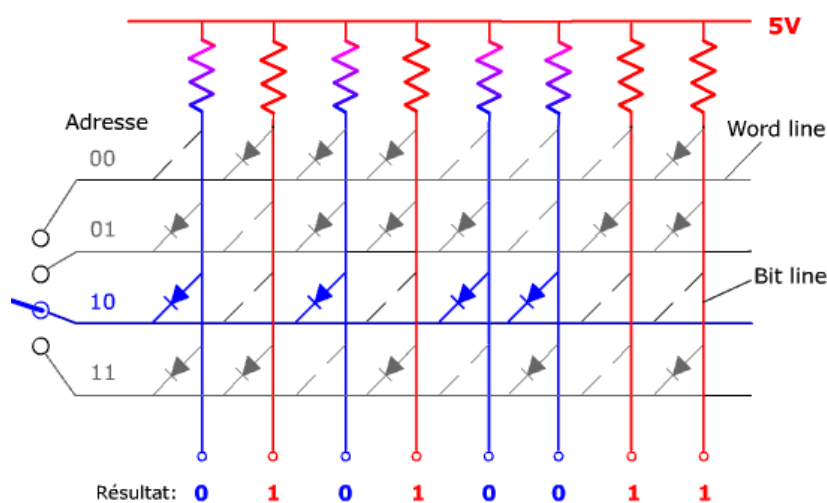 5V
Adresse
Word line
00
01
10
Bit line
11
Résultat: 0 1 0 1 0 0 1 1